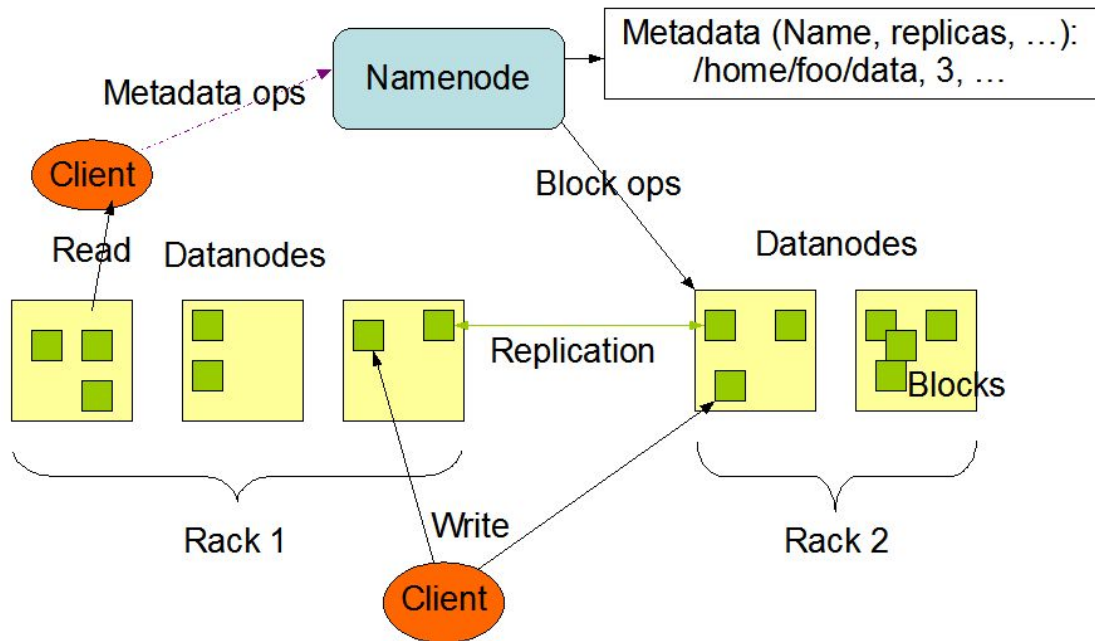 Metadata (Name, replicas, …):
/home/foo/data, 3, …
Namenode
Metadata ops
Client
Block ops
Read
Datanodes
Datanodes
Replication
Blocks
Rack 1
Write
Rack 2
Client